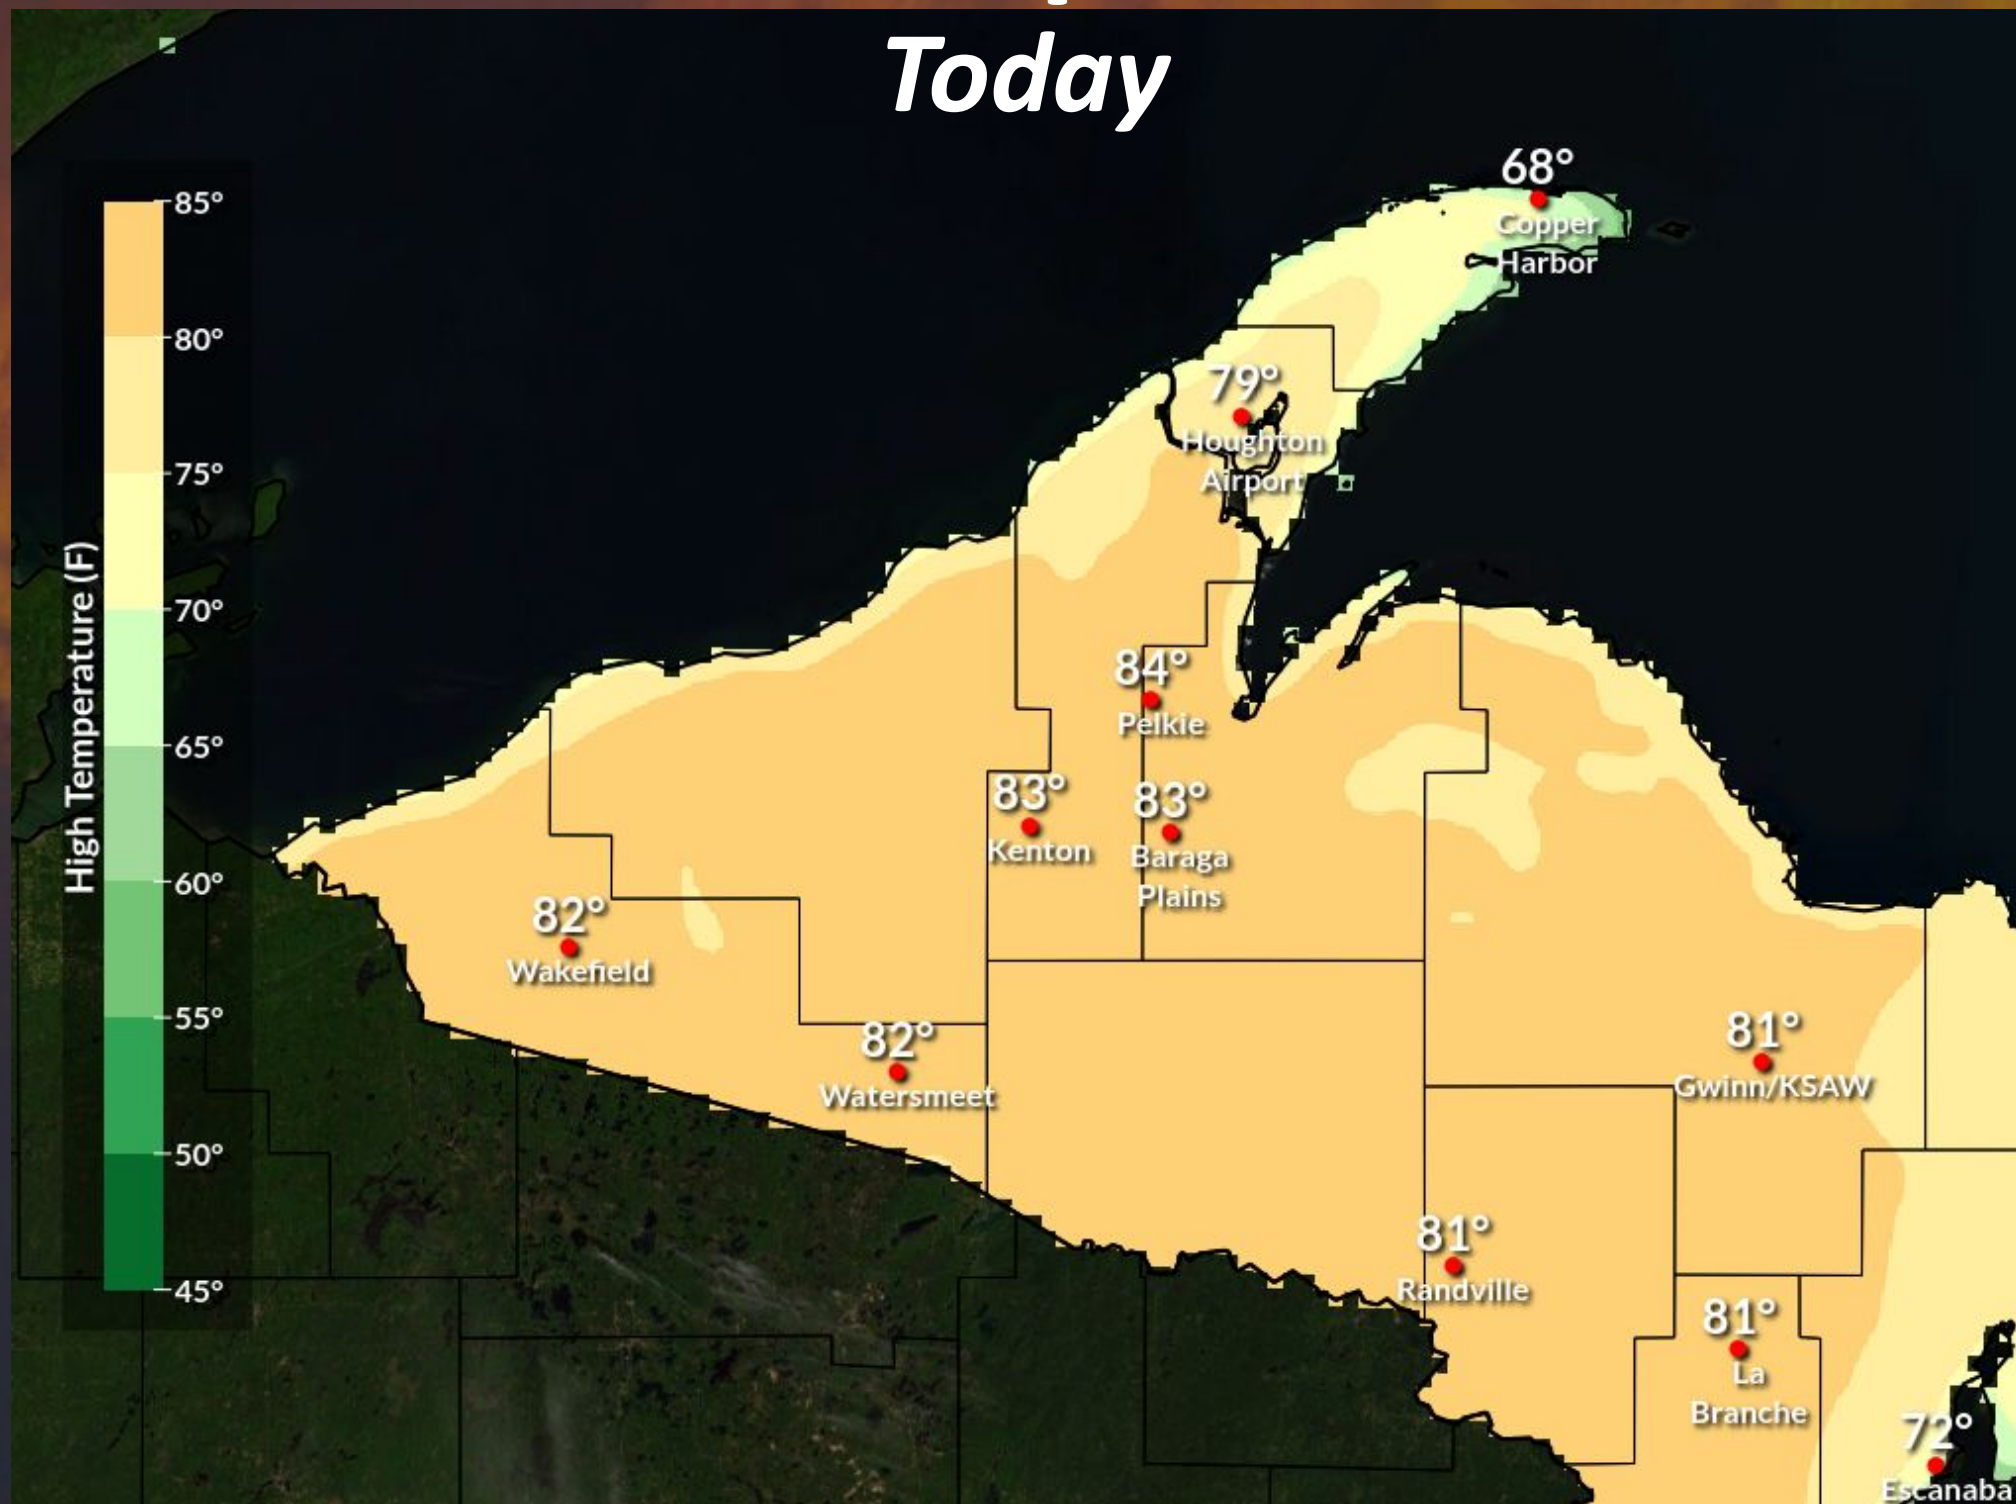 Today
85°
80°
75°
70°
65°
60°
55°
50°
45°
High Temperature (F)
68°
Copper
Harbor
79°
Houghton
Airport
84°
Pelkie
83°
Kenton
83°
Baraga
Plains
82°
Wakefield
82°
Watersmeet
81°
Gwinn/KSAW
81°
Randville
81°
La
Branche
72°
Escanaba